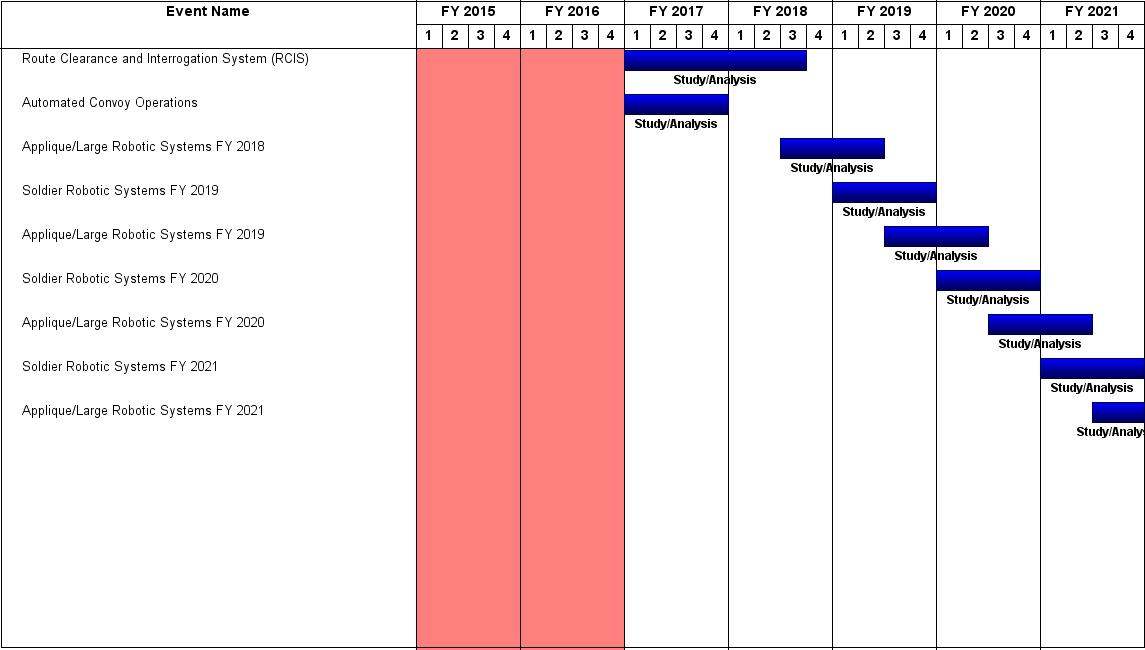 Event Name FY 2015 FY 2016 FY 2017 FY 2018 FY 2019 FY 2020 FY 2021
1 2 3 4 1 2 3 4 1 2 3 4 1 2 3 4 1 2 3 4 1 2 3 4 1 2 3 4
Route Clearance and Interrogation System (RCIS)
Study/Analysis
Automated Convoy Operations
Study/Analysis
Applique/Large Robotic Systems FY 2018
Study/Analysis
Soldier Robotic Systems FY 2019
Study/Analysis
Applique/Large Robotic Systems FY 2019
Study/Analysis
Soldier Robotic Systems FY 2020
Study/Analysis
Applique/Large Robotic Systems FY 2020
Study/Analysis
Soldier Robotic Systems FY 2021
Study/Analysis
Applique/Large Robotic Systems FY 2021
Study/Analys